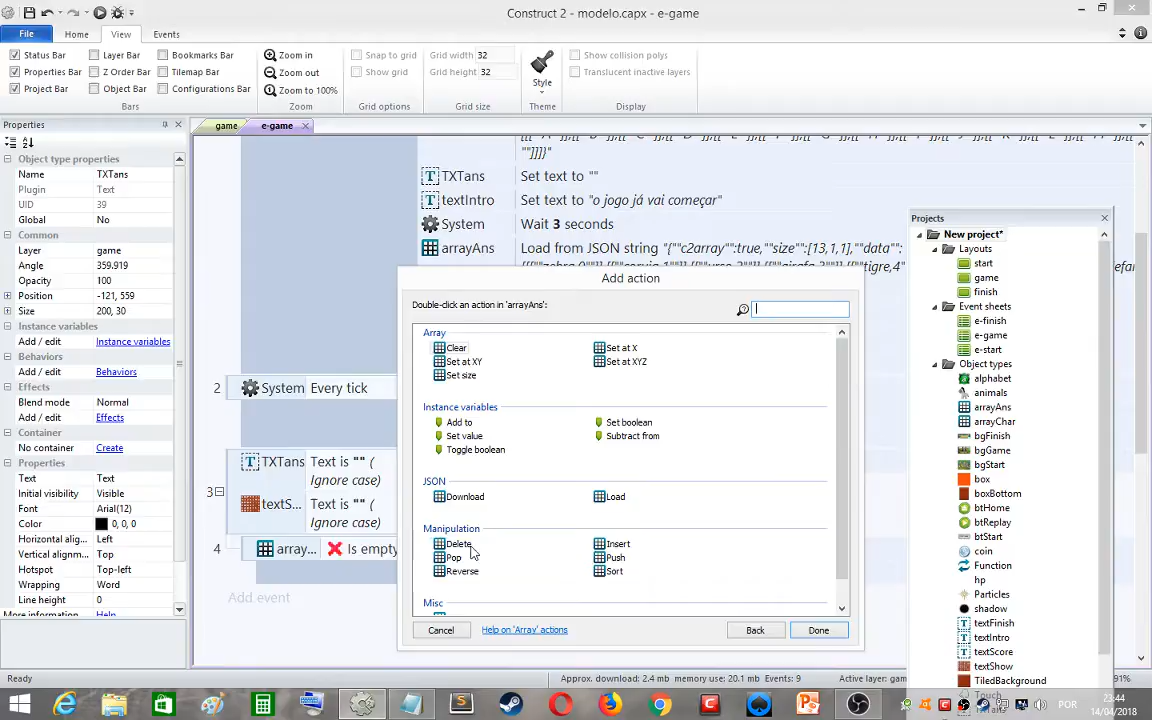 Construct 2 - modelo.capx - e-game
File
Home
View
Events
Status Bar
Layer Bar
Bookmarks Bar
Properties Bar
Z Order Bar
Tilemap Bar
Project Bar
Object Bar
Configurations Bar
Bars
Zoom in
Zoom out
Zoom to 100%
Zoom
Snap to grid
Show grid
Grid options
Grid width 32
Grid height 32
Grid size
Style
Theme
Show collision polys
Translucent inactive layers
Display
Properties
game
e-game
Object type properties
Name TXTans
Plugin Text
UID 39
Global No
Common
Layer game
Angle 359.919
Opacity 100
Position -121, 559
Size 200, 30
Instance variables
Add / edit Instance variables
Behaviors
Add / edit Behaviors
Effects
Blend mode Normal
Add / edit Effects
Container
No container Create
Properties
Text Text
Initial visibility Visible
Font Arial(12)
Color 0, 0, 0
Horizontal align... Left
Vertical alignm... Top
Hotspot Top-left
Wrapping Word
Line height 0
More information Help
""]]]}"
TXTans Set text to ""
textIntro Set text to "o jogo já vai começar"
System Wait 3 seconds
arrayAns Load from JSON string "{""c2array"":true,""size"":[13,1,1],""data"":
2 System Every tick
3 TXTans Text is "" (
Ignore case)
textS... Text is "" (
Ignore case)
4 array... Is empty
Add event
Add action
Double-click an action in 'arrayAns':
Array
Clear
Set at X
Set at XY
Set at XYZ
Set size
Instance variables
Add to
Set boolean
Set value
Subtract from
Toggle boolean
JSON
Download
Load
Manipulation
Delete
Insert
Pop
Push
Reverse
Sort
Misc
Cancel
Help on 'Array' actions
Back
Done
Projects
New project*
Layouts
start
game
finish
Event sheets
e-finish
e-game
e-start
Object types
alphabet
animals
arrayAns
arrayChar
bgFinish
bgGame
bgStart
box
boxBottom
btHome
btReplay
btStart
coin
Function
hp
Particles
shadow
textFinish
textIntro
textScore
textShow
TiledBackground
Touch
Ready
Approx. download: 2.4 mb
memory use: 20.1 mb
Events: 9
Active layer: gam
91%
POR
23:44
14/04/2018